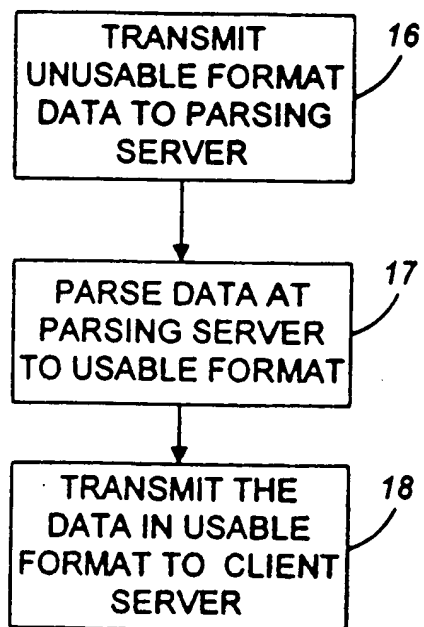 TRANSMIT
UNUSABLE FORMAT
DATA TO PARSING
SERVER
16
PARSE DATA AT
PARSING SERVER
TO USABLE FORMAT
17
TRANSMIT THE
DATA IN USABLE
FORMAT TO CLIENT
SERVER
18